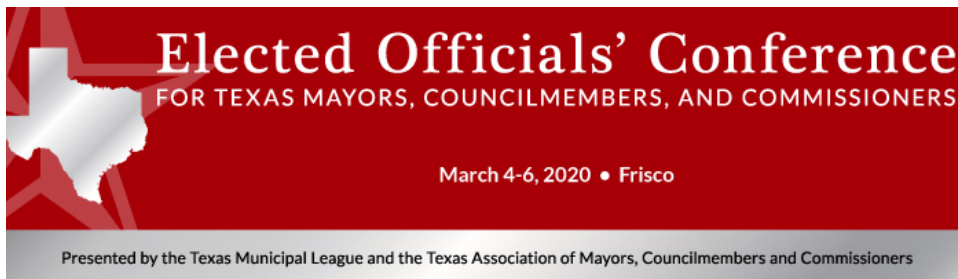 Elected Officials’ Conference
FOR TEXAS MAYORS, COUNCILMEMBERS, AND COMMISSIONERS
March 4-6, 2020 • Frisco
Presented by the Texas Municipal League and the Texas Association of Mayors, Councilmembers and Commissioners